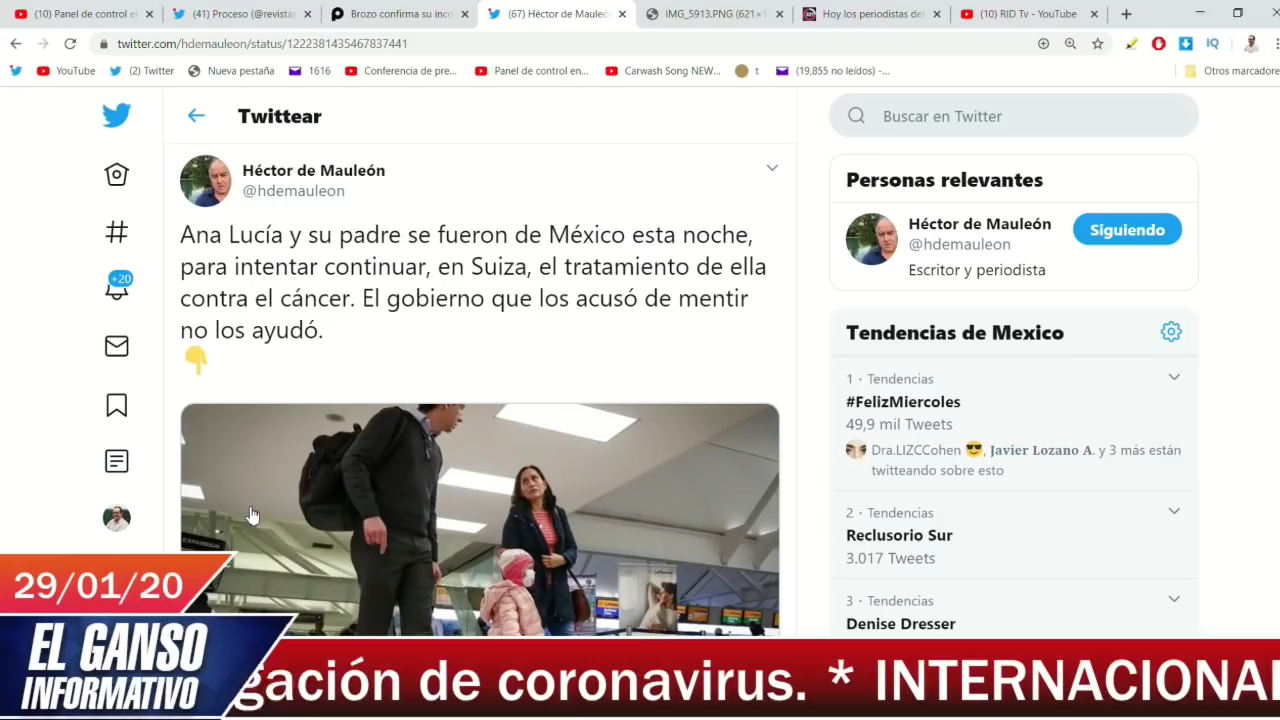 (10) Panel de control e
(41) Proceso (@revista
Brozo confirma su inc
(67) Héctor de Mauleó
IMG_5913.PNG (621×1
Hoy los periodistas del
(10) RID Tv - YouTube
twitter.com/hdemauleon/status/1222381435467837441
YouTube
(2) Twitter
Nueva pestaña
1616
Conferencia de pre...
Panel de control en...
Carwash Song NEW...
t
(19,855 no leídos) -...
Otros marcadore
IQ
Twittear
Buscar en Twitter
Héctor de Mauleón
@hdemauleon
Ana Lucía y su padre se fueron de México esta noche,
para intentar continuar, en Suiza, el tratamiento de ella
contra el cáncer. El gobierno que los acusó de mentir
no los ayudó.
👇
+20
Personas relevantes
Héctor de Mauleón
@hdemauleon
Escritor y periodista
Siguiendo
Tendencias de Mexico
1 · Tendencias
#FelizMiercoles
49,9 mil Tweets
Dra.LIZCCohen 😎, Javier Lozano A. y 3 más están
twitteando sobre esto
2 · Tendencias
Reclusorio Sur
3.017 Tweets
3 · Tendencias
Denise Dresser
29/01/20
EL GANSO
INFORMATIVO
gación de coronavirus. * INTERNACIONAL